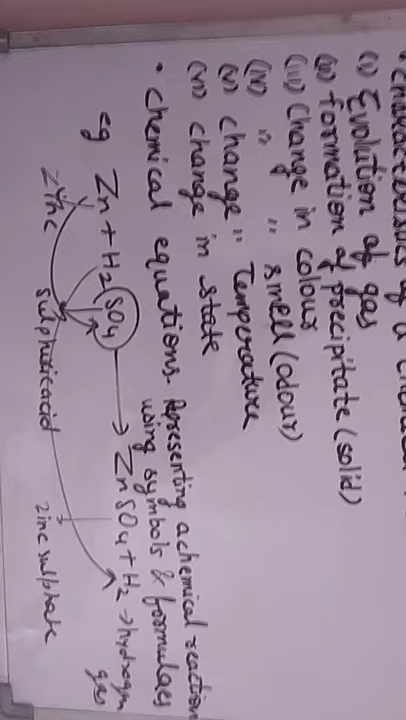 • characteristics of a chemical
(i) Evolution of gas
(ii) formation of precipitate (solid)
(iii) Change in colour
(iv) " " smell (odour)
(v) change " Temperature
(vi) change in state
• chemical equations. Representing a chemical reaction
using symbols & formulaes
eg Zn + H2SO4 → ZnSO4 + H2 → hydrogen
gas
Zinc sulphuric acid zinc sulphate